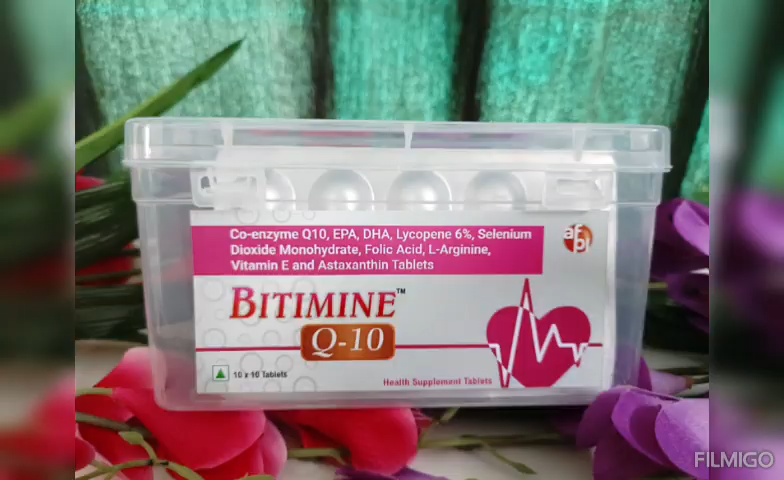 Co-enzyme Q10, EPA, DHA, Lycopene 6%, Selenium
Dioxide Monohydrate, Folic Acid, L-Arginine,
Vitamin E and Astaxanthin Tablets
afpl
BITIMINE™
Q-10
10 x 10 Tablets
Health Supplement Tablets
FILMIGO